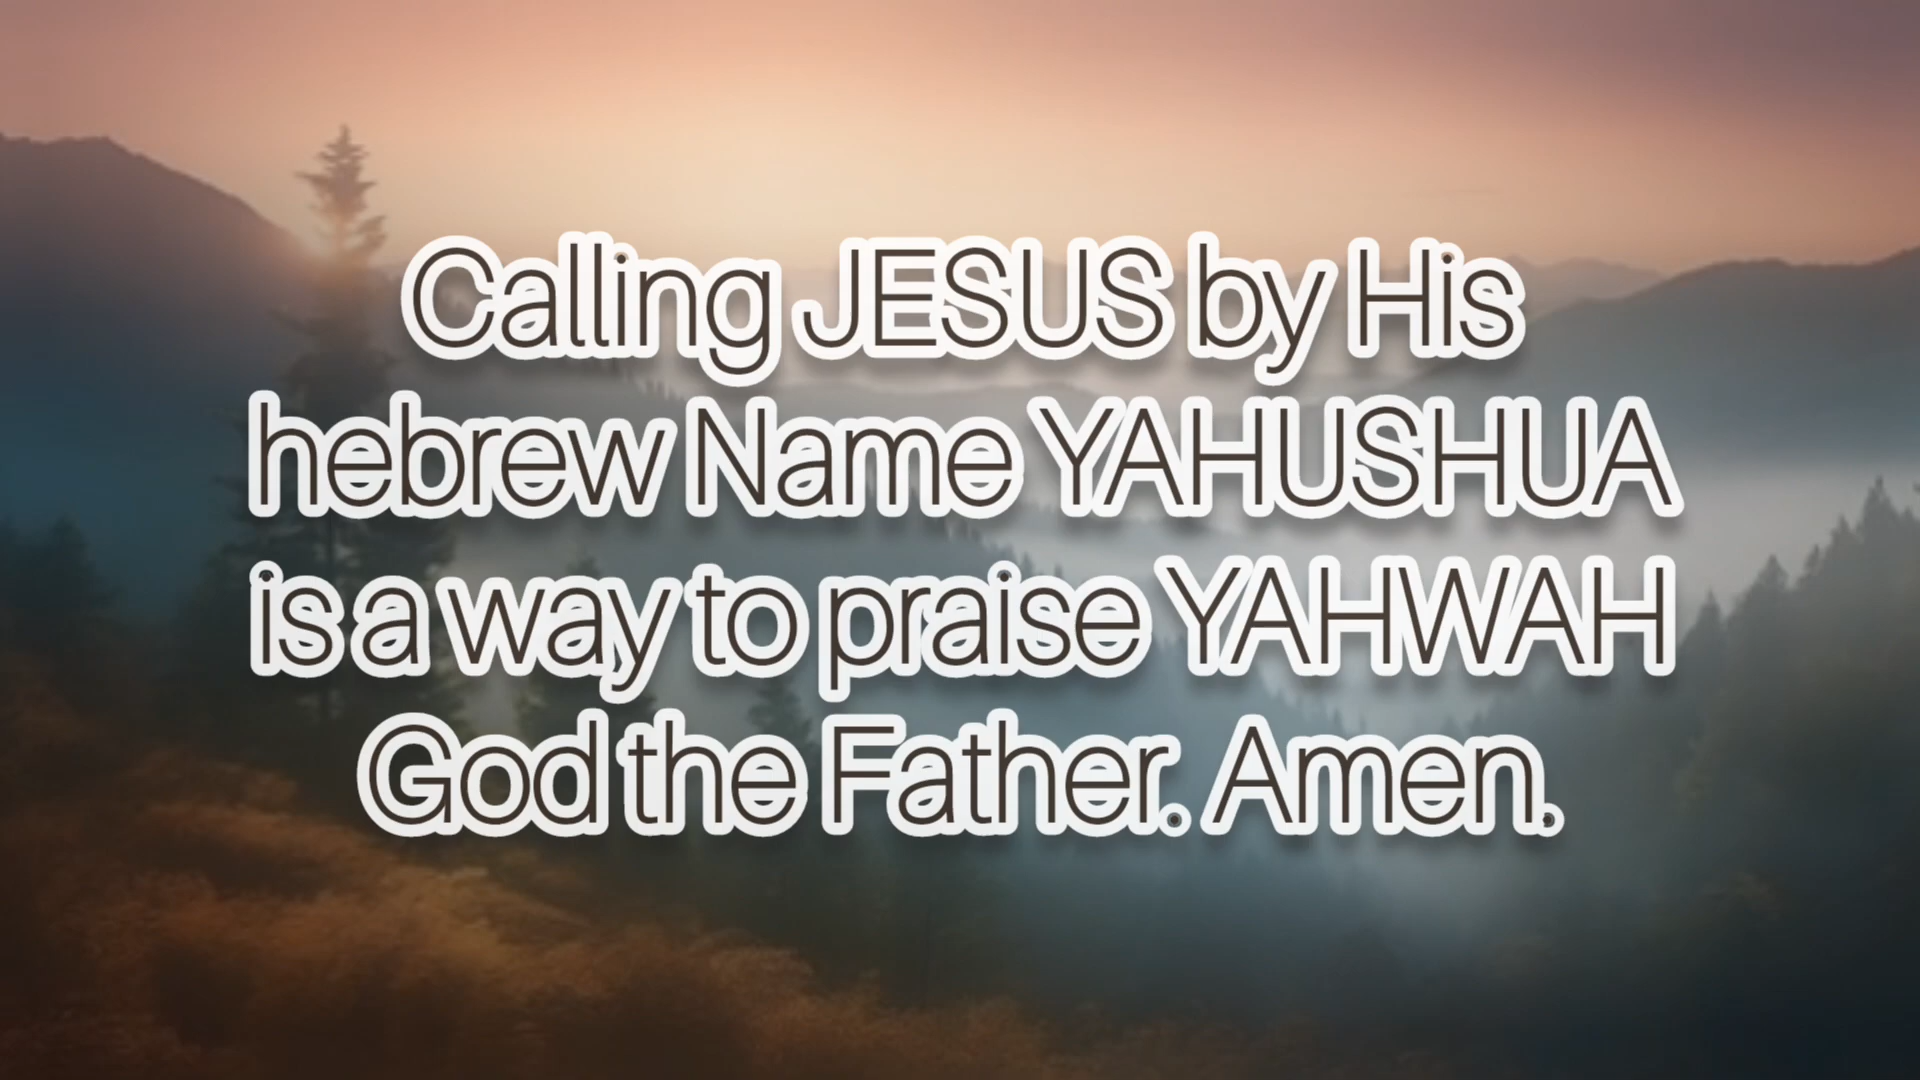 Calling JESUS by His
hebrew Name YAHUSHUA
is a way to praise YAHWAH
God the Father. Amen.